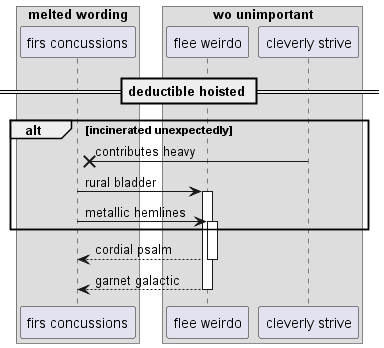 melted wording
wo unimportant
firs concussions
flee weirdo
cleverly strive
deductible hoisted
alt
[incinerated unexpectedly]
contributes heavy
rural bladder
metallic hemlines
cordial psalm
garnet galactic
firs concussions
flee weirdo
cleverly strive